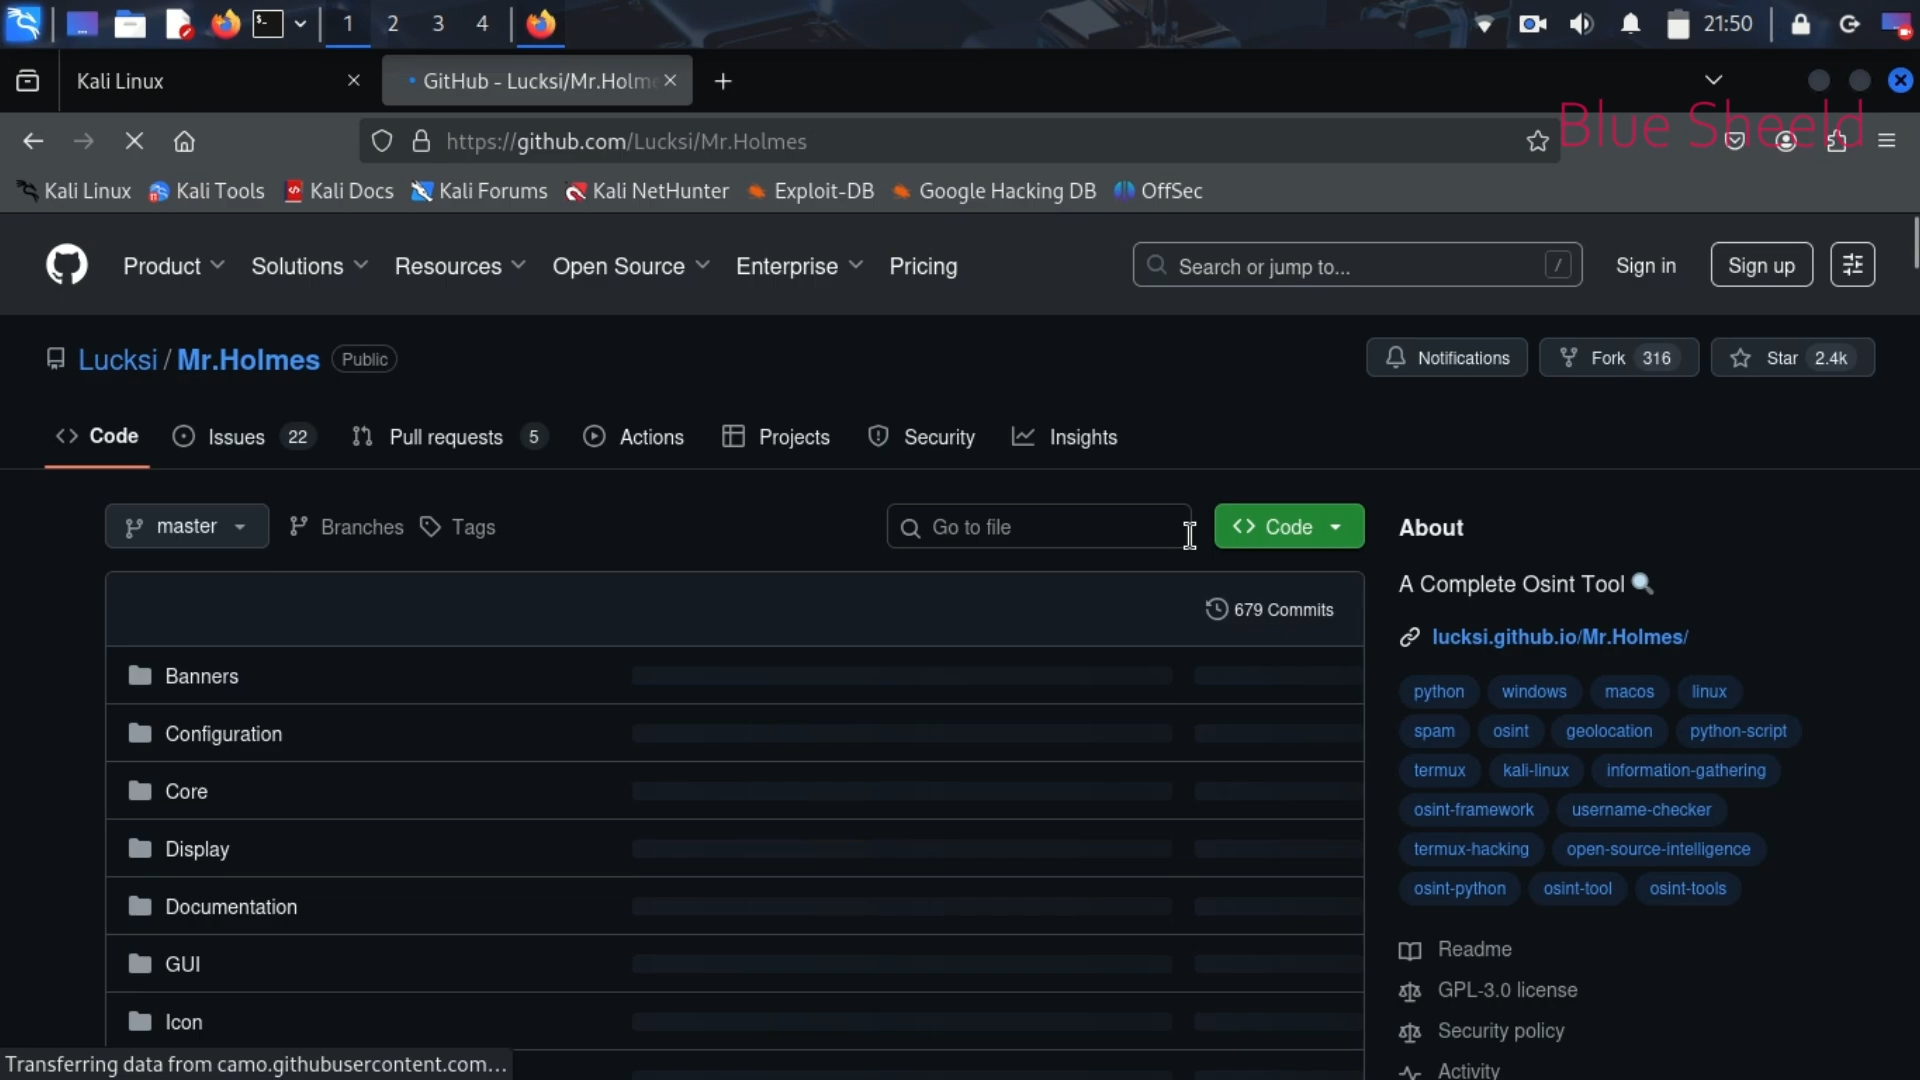 1 2 3 4
21:50
Kali Linux
GitHub - Lucksi/Mr.Holm
Blue Sheeld
https://github.com/Lucksi/Mr.Holmes
Kali Linux Kali Tools Kali Docs Kali Forums Kali NetHunter Exploit-DB Google Hacking DB OffSec
Product Solutions Resources Open Source Enterprise Pricing Search or jump to... / Sign in Sign up
Lucksi / Mr.Holmes Public Notifications Fork 316 Star 2.4k
Code Issues 22 Pull requests 5 Actions Projects Security Insights
master Branches Tags Go to file <> Code
679 Commits
Banners
Configuration
Core
Display
Documentation
GUI
Icon
About
A Complete Osint Tool 🔍
lucksi.github.io/Mr.Holmes/
python windows macos linux
spam osint geolocation python-script
termux kali-linux information-gathering
osint-framework username-checker
termux-hacking open-source-intelligence
osint-python osint-tool osint-tools
Readme
GPL-3.0 license
Security policy
Activity
Transferring data from camo.githubusercontent.com...